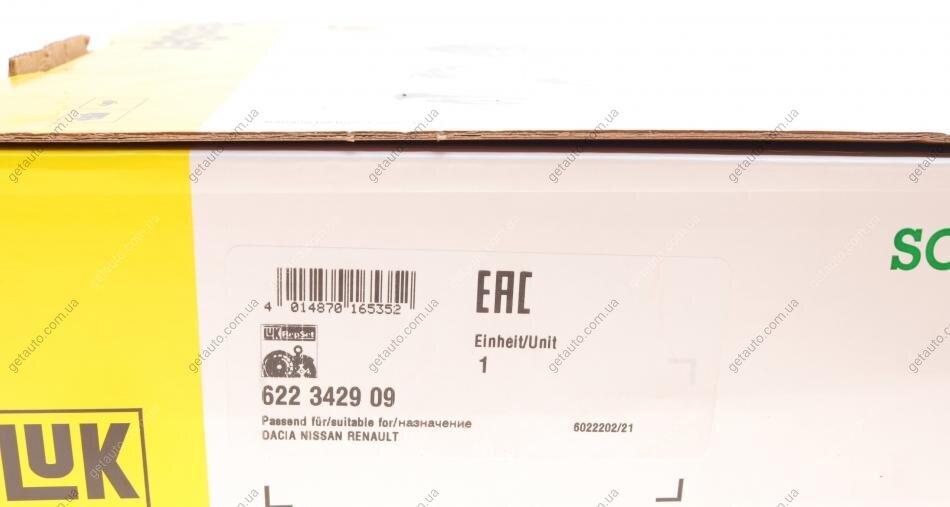 SC
4 014870 165352
EAC
LUK RepSet
Einheit/Unit
1
622 3429 09
Passend für/suitable for/назначение
DACIA NISSAN RENAULT
6022202/21
LUK
getauto.com.ua